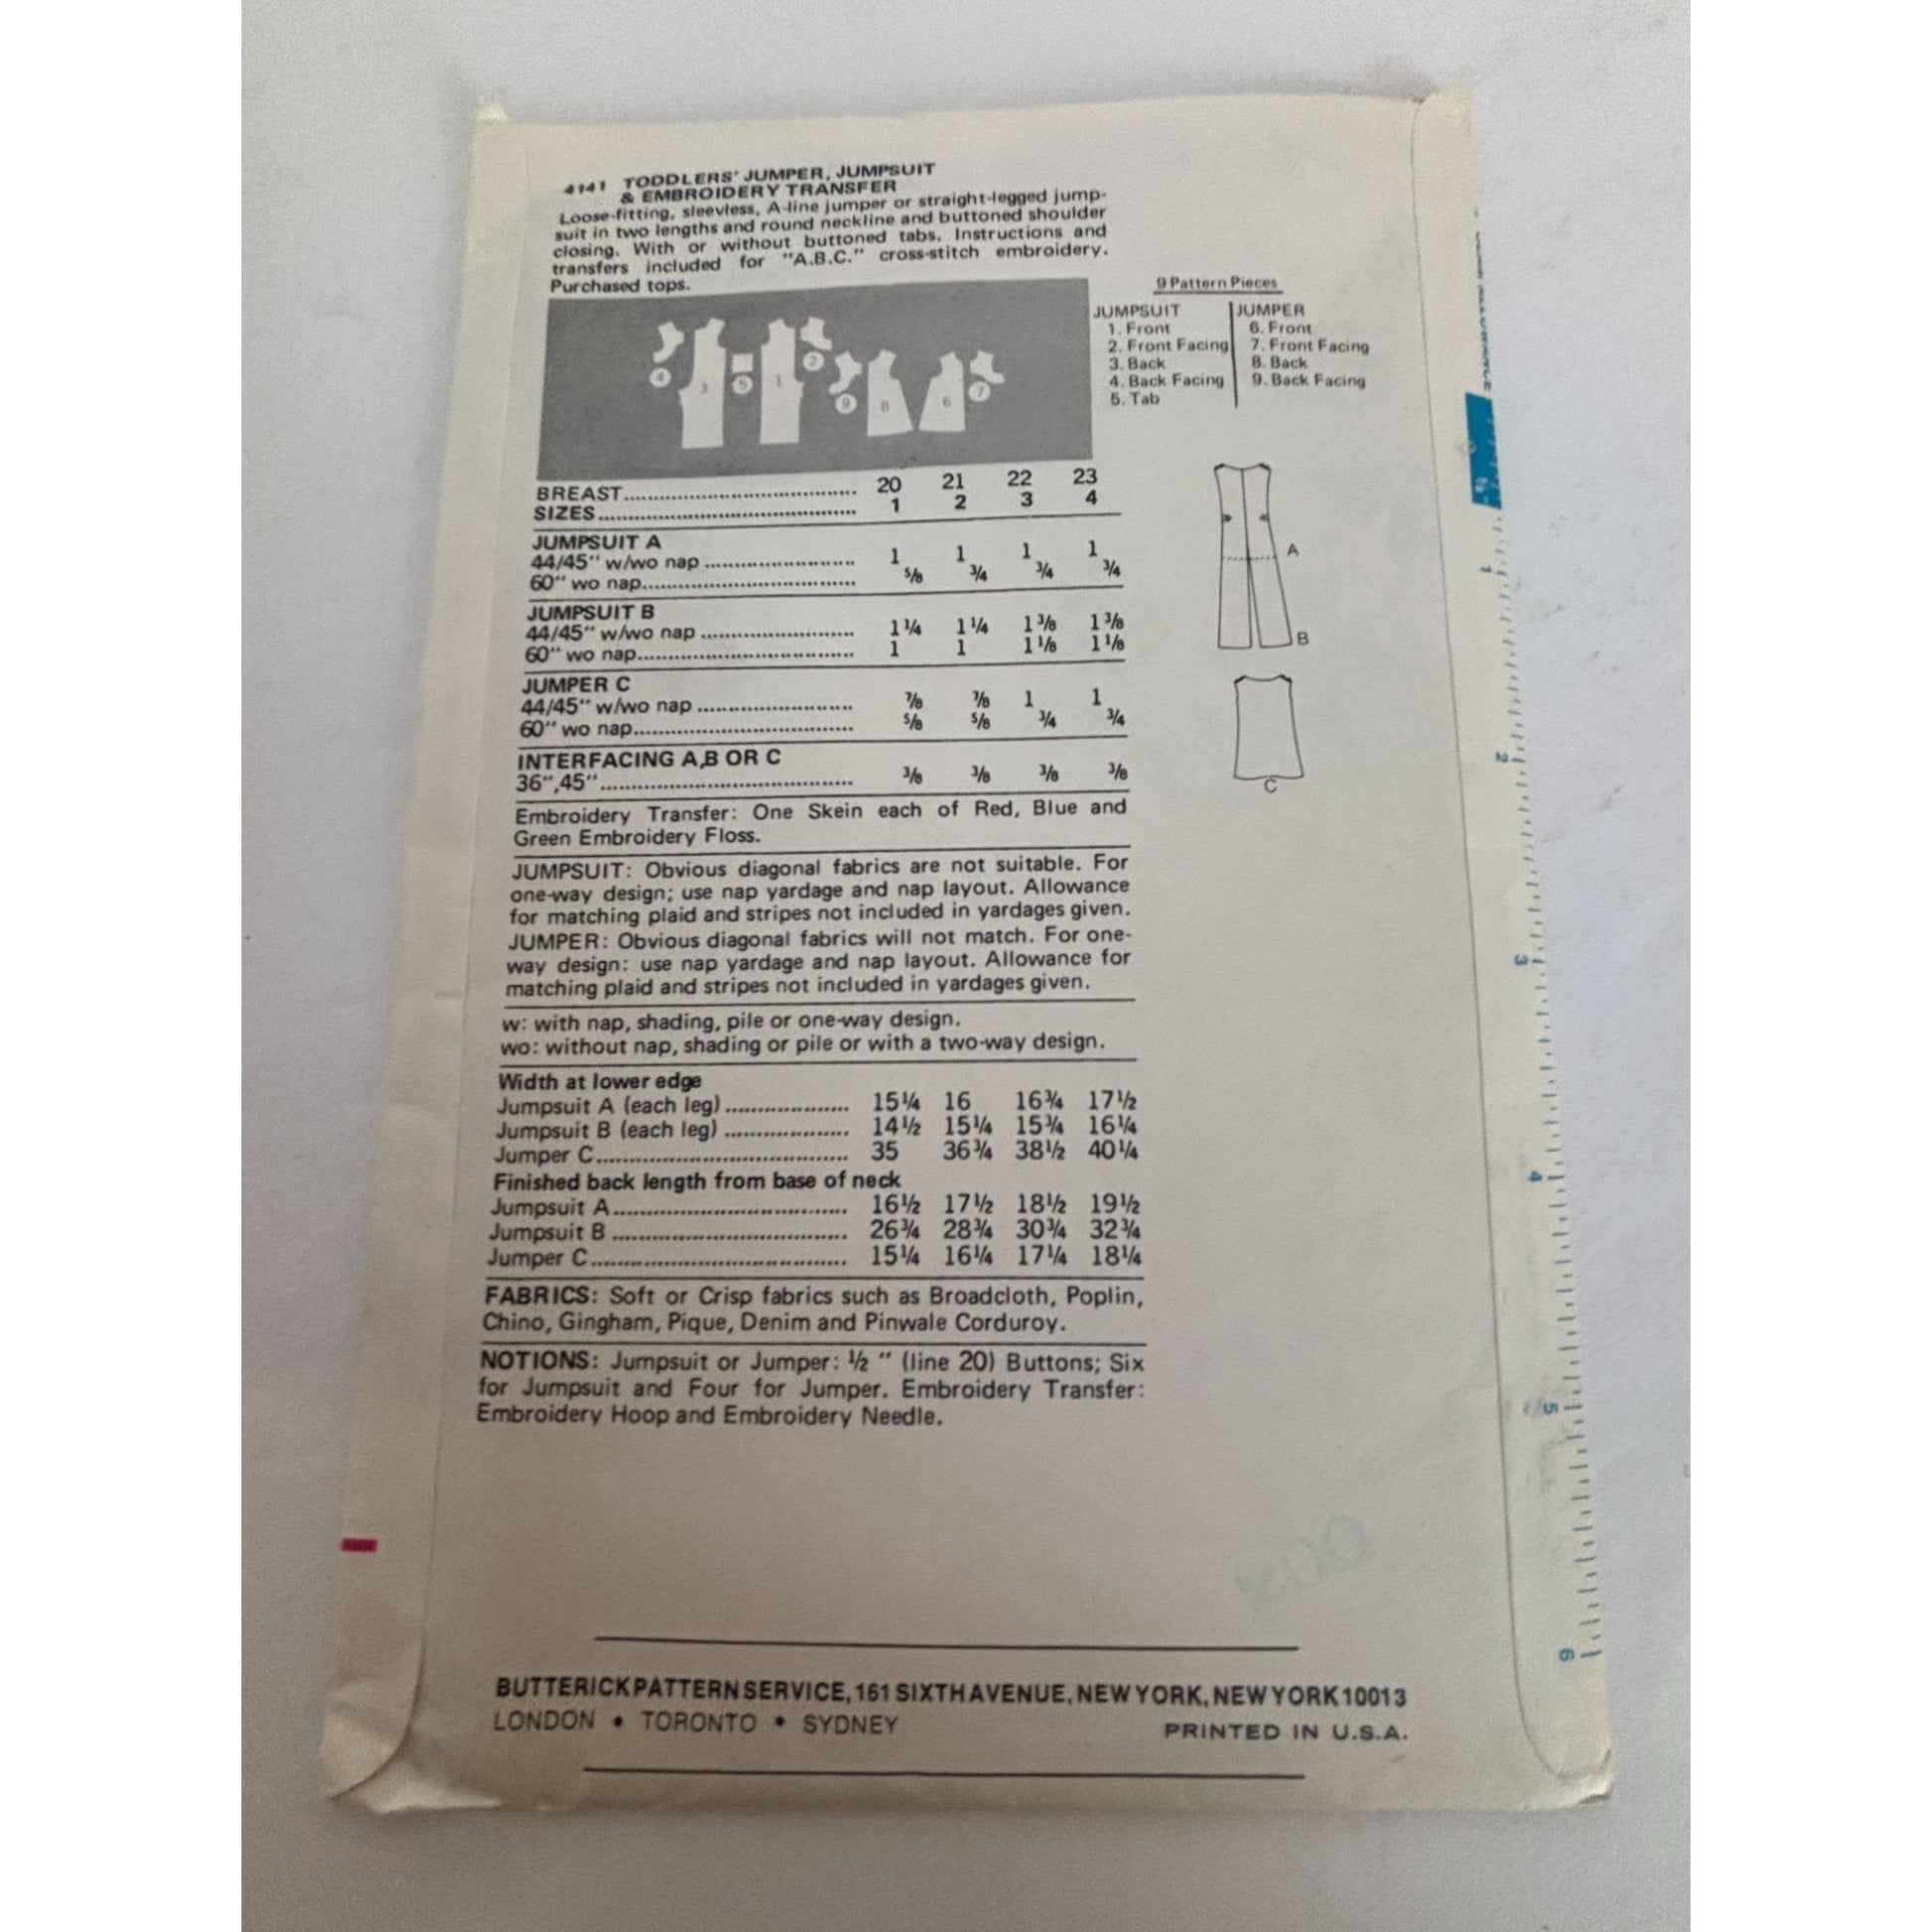 4141 TODDLERS' JUMPER, JUMPSUIT
& EMBROIDERY TRANSFER
Loose-fitting, sleevless, A-line jumper or straight-legged jump-
suit in two lengths and round neckline and buttoned shoulder
closing. With or without buttoned tabs. Instructions and
transfers included for "A.B.C." cross-stitch embroidery.
Purchased tops.
4 3 5 1 2 9 8 6 7
9 Pattern Pieces
JUMPSUIT JUMPER
1. Front 6. Front
2. Front Facing 7. Front Facing
3. Back 8. Back
4. Back Facing 9. Back Facing
5. Tab
BREAST 20 21 22 23
SIZES 1 2 3 4
JUMPSUIT A
44/45" w/wo nap 1 1 1 1
60" wo nap 5/8 3/4 3/4 3/4
JUMPSUIT B
44/45" w/wo nap 1 1/4 1 1/4 1 3/8 1 3/8
60" wo nap 1 1 1 1/8 1 1/8
JUMPER C
44/45" w/wo nap 7/8 7/8 1 1
60" wo nap 5/8 5/8 3/4 3/4
INTERFACING A,B OR C
36",45" 3/8 3/8 3/8 3/8
A
B
C
Embroidery Transfer: One Skein each of Red, Blue and
Green Embroidery Floss.
JUMPSUIT: Obvious diagonal fabrics are not suitable. For
one-way design; use nap yardage and nap layout. Allowance
for matching plaid and stripes not included in yardages given.
JUMPER: Obvious diagonal fabrics will not match. For one-
way design: use nap yardage and nap layout. Allowance for
matching plaid and stripes not included in yardages given.
w: with nap, shading, pile or one-way design.
wo: without nap, shading or pile or with a two-way design.
Width at lower edge
Jumpsuit A (each leg) 15 1/4 16 16 3/4 17 1/2
Jumpsuit B (each leg) 14 1/2 15 1/4 15 3/4 16 1/4
Jumper C 35 36 3/4 38 1/2 40 1/4
Finished back length from base of neck
Jumpsuit A 16 1/2 17 1/2 18 1/2 19 1/2
Jumpsuit B 26 3/4 28 3/4 30 3/4 32 3/4
Jumper C 15 1/4 16 1/4 17 1/4 18 1/4
FABRICS: Soft or Crisp fabrics such as Broadcloth, Poplin,
Chino, Gingham, Pique, Denim and Pinwale Corduroy.
NOTIONS: Jumpsuit or Jumper: 1/2 " (line 20) Buttons; Six
for Jumpsuit and Four for Jumper. Embroidery Transfer:
Embroidery Hoop and Embroidery Needle.
BUTTERICK PATTERN SERVICE, 161 SIXTH AVENUE, NEW YORK, NEW YORK 10013
LONDON • TORONTO • SYDNEY PRINTED IN U.S.A.
1
2
3
4
5
6